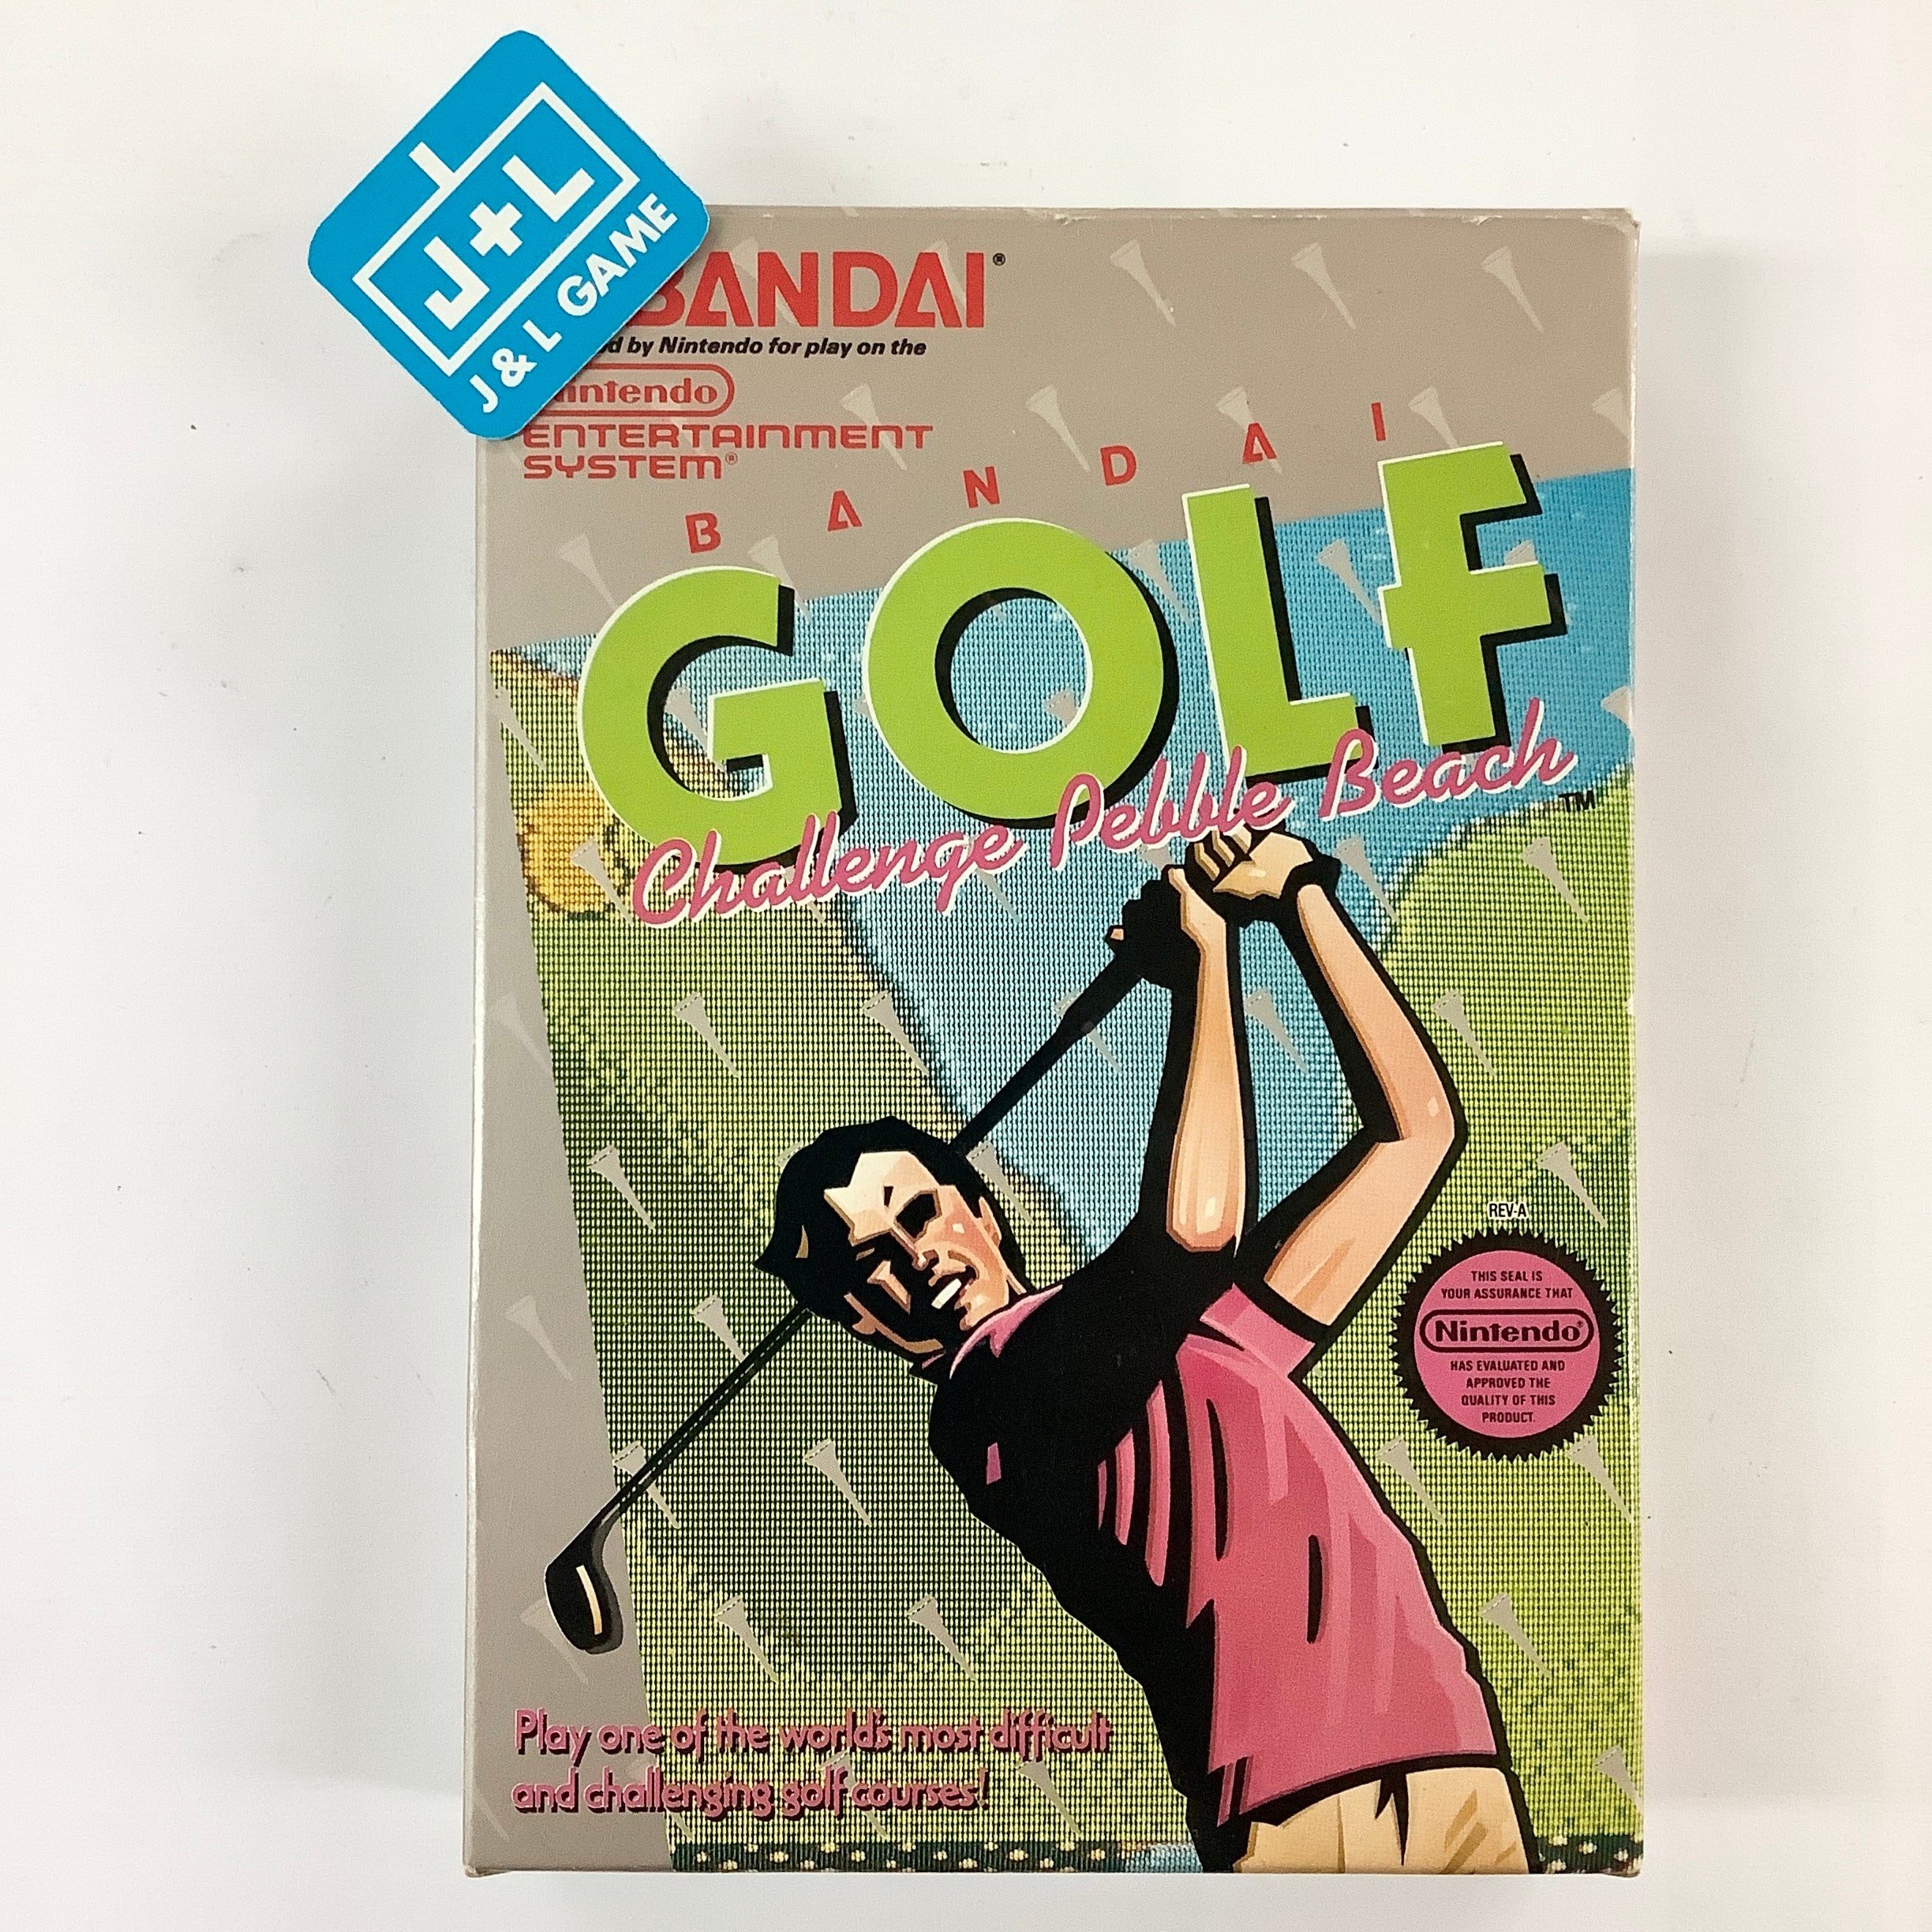 J+L
J & L GAME
BANDAI®
by Nintendo for play on the
Nintendo
ENTERTAINMENT
SYSTEM®
BANDAI
GOLF
Challenge Pebble Beach™
REV-A
THIS SEAL IS
YOUR ASSURANCE THAT
Nintendo®
HAS EVALUATED AND
APPROVED THE
QUALITY OF THIS
PRODUCT.
Play one of the world's most difficult
and challenging golf courses!